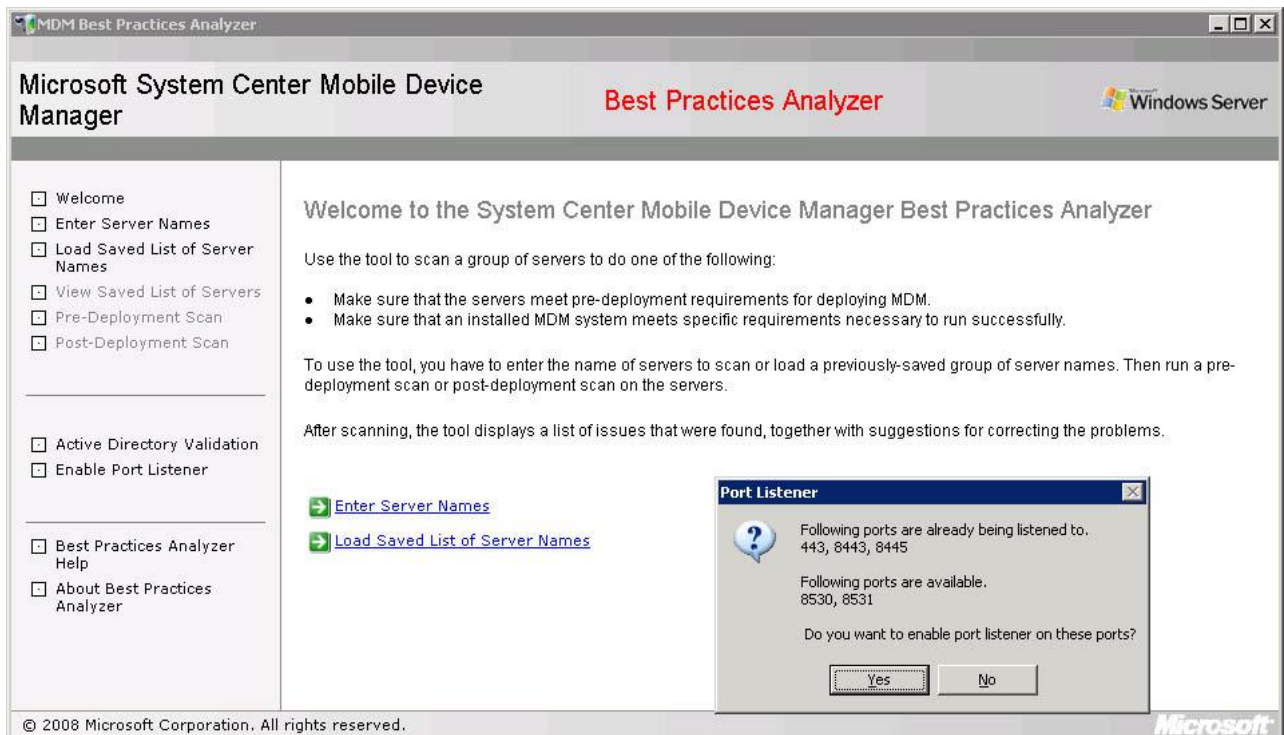 MDM Best Practices Analyzer
Microsoft System Center Mobile Device
Manager
Best Practices Analyzer
Microsoft
Windows Server
Welcome
Enter Server Names
Load Saved List of Server
Names
View Saved List of Servers
Pre-Deployment Scan
Post-Deployment Scan
Active Directory Validation
Enable Port Listener
Best Practices Analyzer
Help
About Best Practices
Analyzer
Welcome to the System Center Mobile Device Manager Best Practices Analyzer
Use the tool to scan a group of servers to do one of the following:
● Make sure that the servers meet pre-deployment requirements for deploying MDM.
● Make sure that an installed MDM system meets specific requirements necessary to run successfully.
To use the tool, you have to enter the name of servers to scan or load a previously-saved group of server names. Then run a pre-
deployment scan or post-deployment scan on the servers.
After scanning, the tool displays a list of issues that were found, together with suggestions for correcting the problems.
Enter Server Names
Load Saved List of Server Names
Port Listener
Following ports are already being listened to.
443, 8443, 8445
Following ports are available.
8530, 8531
Do you want to enable port listener on these ports?
Yes
No
© 2008 Microsoft Corporation. All rights reserved.
Microsoft